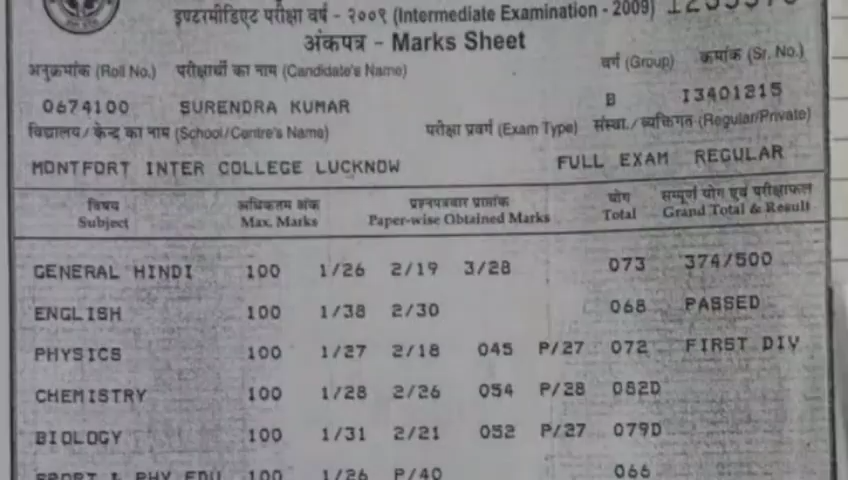 इण्टरमीडिएट परीक्षा वर्ष - २००९ (Intermediate Examination - 2009)
अंकपत्र - Marks Sheet
अनुक्रमांक (Roll No.) परीक्षार्थी का नाम (Candidate's Name) वर्ग (Group) क्रमांक (Sr. No.)
0674100 SURENDRA KUMAR B I3401215
विद्यालय / केन्द्र का नाम (School/Centre's Name) परीक्षा प्रवर्ग (Exam Type) संस्था./ व्यक्तिगत (Regular/Private)
MONTFORT INTER COLLEGE LUCKNOW FULL EXAM REGULAR
विषय अधिकतम अंक प्रश्नपत्रवार प्राप्तांक योग सम्पूर्ण योग एवं परीक्षाफल
Subject Max. Marks Paper-wise Obtained Marks Total Grand Total & Result
GENERAL HINDI 100 1/26 2/19 3/28 073 374/500
ENGLISH 100 1/38 2/30 068 PASSED
PHYSICS 100 1/27 2/18 045 P/27 072 FIRST DIV
CHEMISTRY 100 1/28 2/26 054 P/28 082D
BIOLOGY 100 1/31 2/21 052 P/27 079D
SPORT & PHY EDU 100 1/26 P/40 066